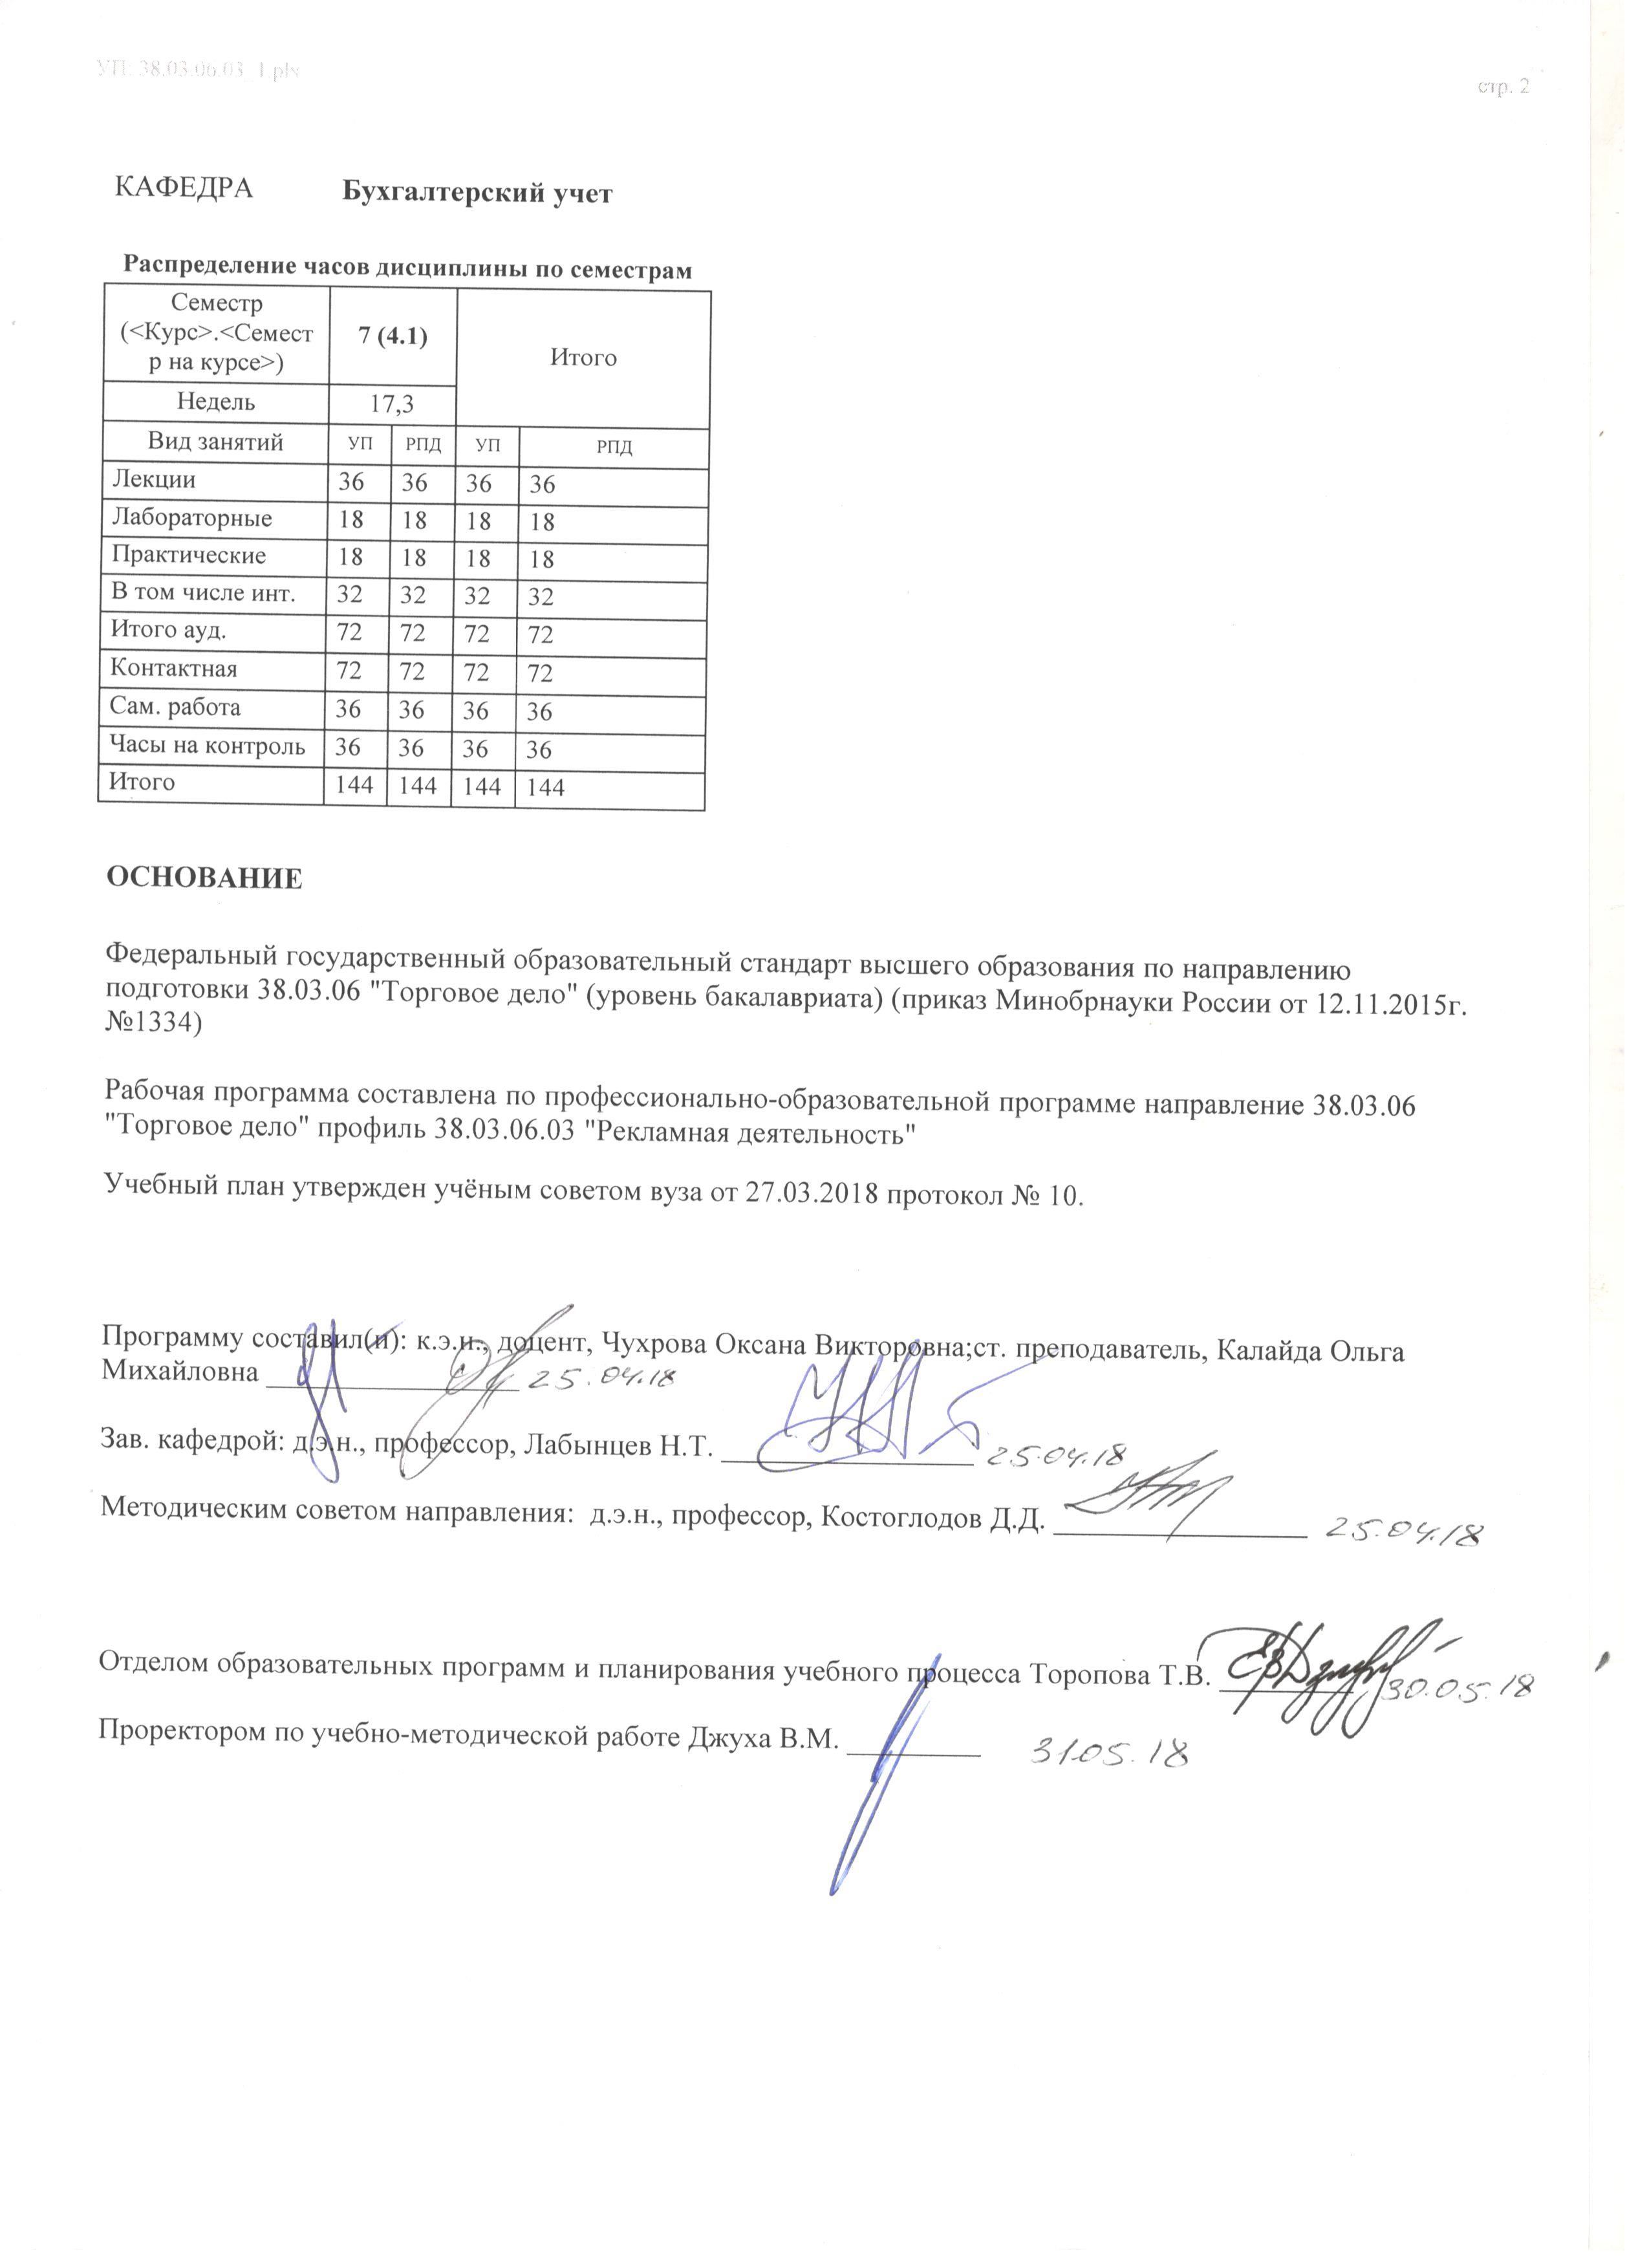 УП: 38.03.06.03_1.plx
стр. 2
КАФЕДРА Бухгалтерский учет
Распределение часов дисциплины по семестрам
Семестр
(<Курс>.<Семест
р на курсе>)
7 (4.1)
Итого
Недель 17,3
Вид занятий УП РПД УП РПД
Лекции 36 36 36 36
Лабораторные 18 18 18 18
Практические 18 18 18 18
В том числе инт. 32 32 32 32
Итого ауд. 72 72 72 72
Контактная 72 72 72 72
Сам. работа 36 36 36 36
Часы на контроль 36 36 36 36
Итого 144 144 144 144
ОСНОВАНИЕ
Федеральный государственный образовательный стандарт высшего образования по направлению
подготовки 38.03.06 "Торговое дело" (уровень бакалавриата) (приказ Минобрнауки России от 12.11.2015г.
№1334)
Рабочая программа составлена по профессионально-образовательной программе направление 38.03.06
"Торговое дело" профиль 38.03.06.03 "Рекламная деятельность"
Учебный план утвержден учёным советом вуза от 27.03.2018 протокол № 10.
Программу составил(и): к.э.н., доцент, Чухрова Оксана Викторовна;ст. преподаватель, Калайда Ольга
Михайловна 25.04.18
Зав. кафедрой: д.э.н., профессор, Лабынцев Н.Т. 25.04.18
Методическим советом направления: д.э.н., профессор, Костоглодов Д.Д. 25.04.18
Отделом образовательных программ и планирования учебного процесса Торопова Т.В. 30.05.18
Проректором по учебно-методической работе Джуха В.М. 31.05.18